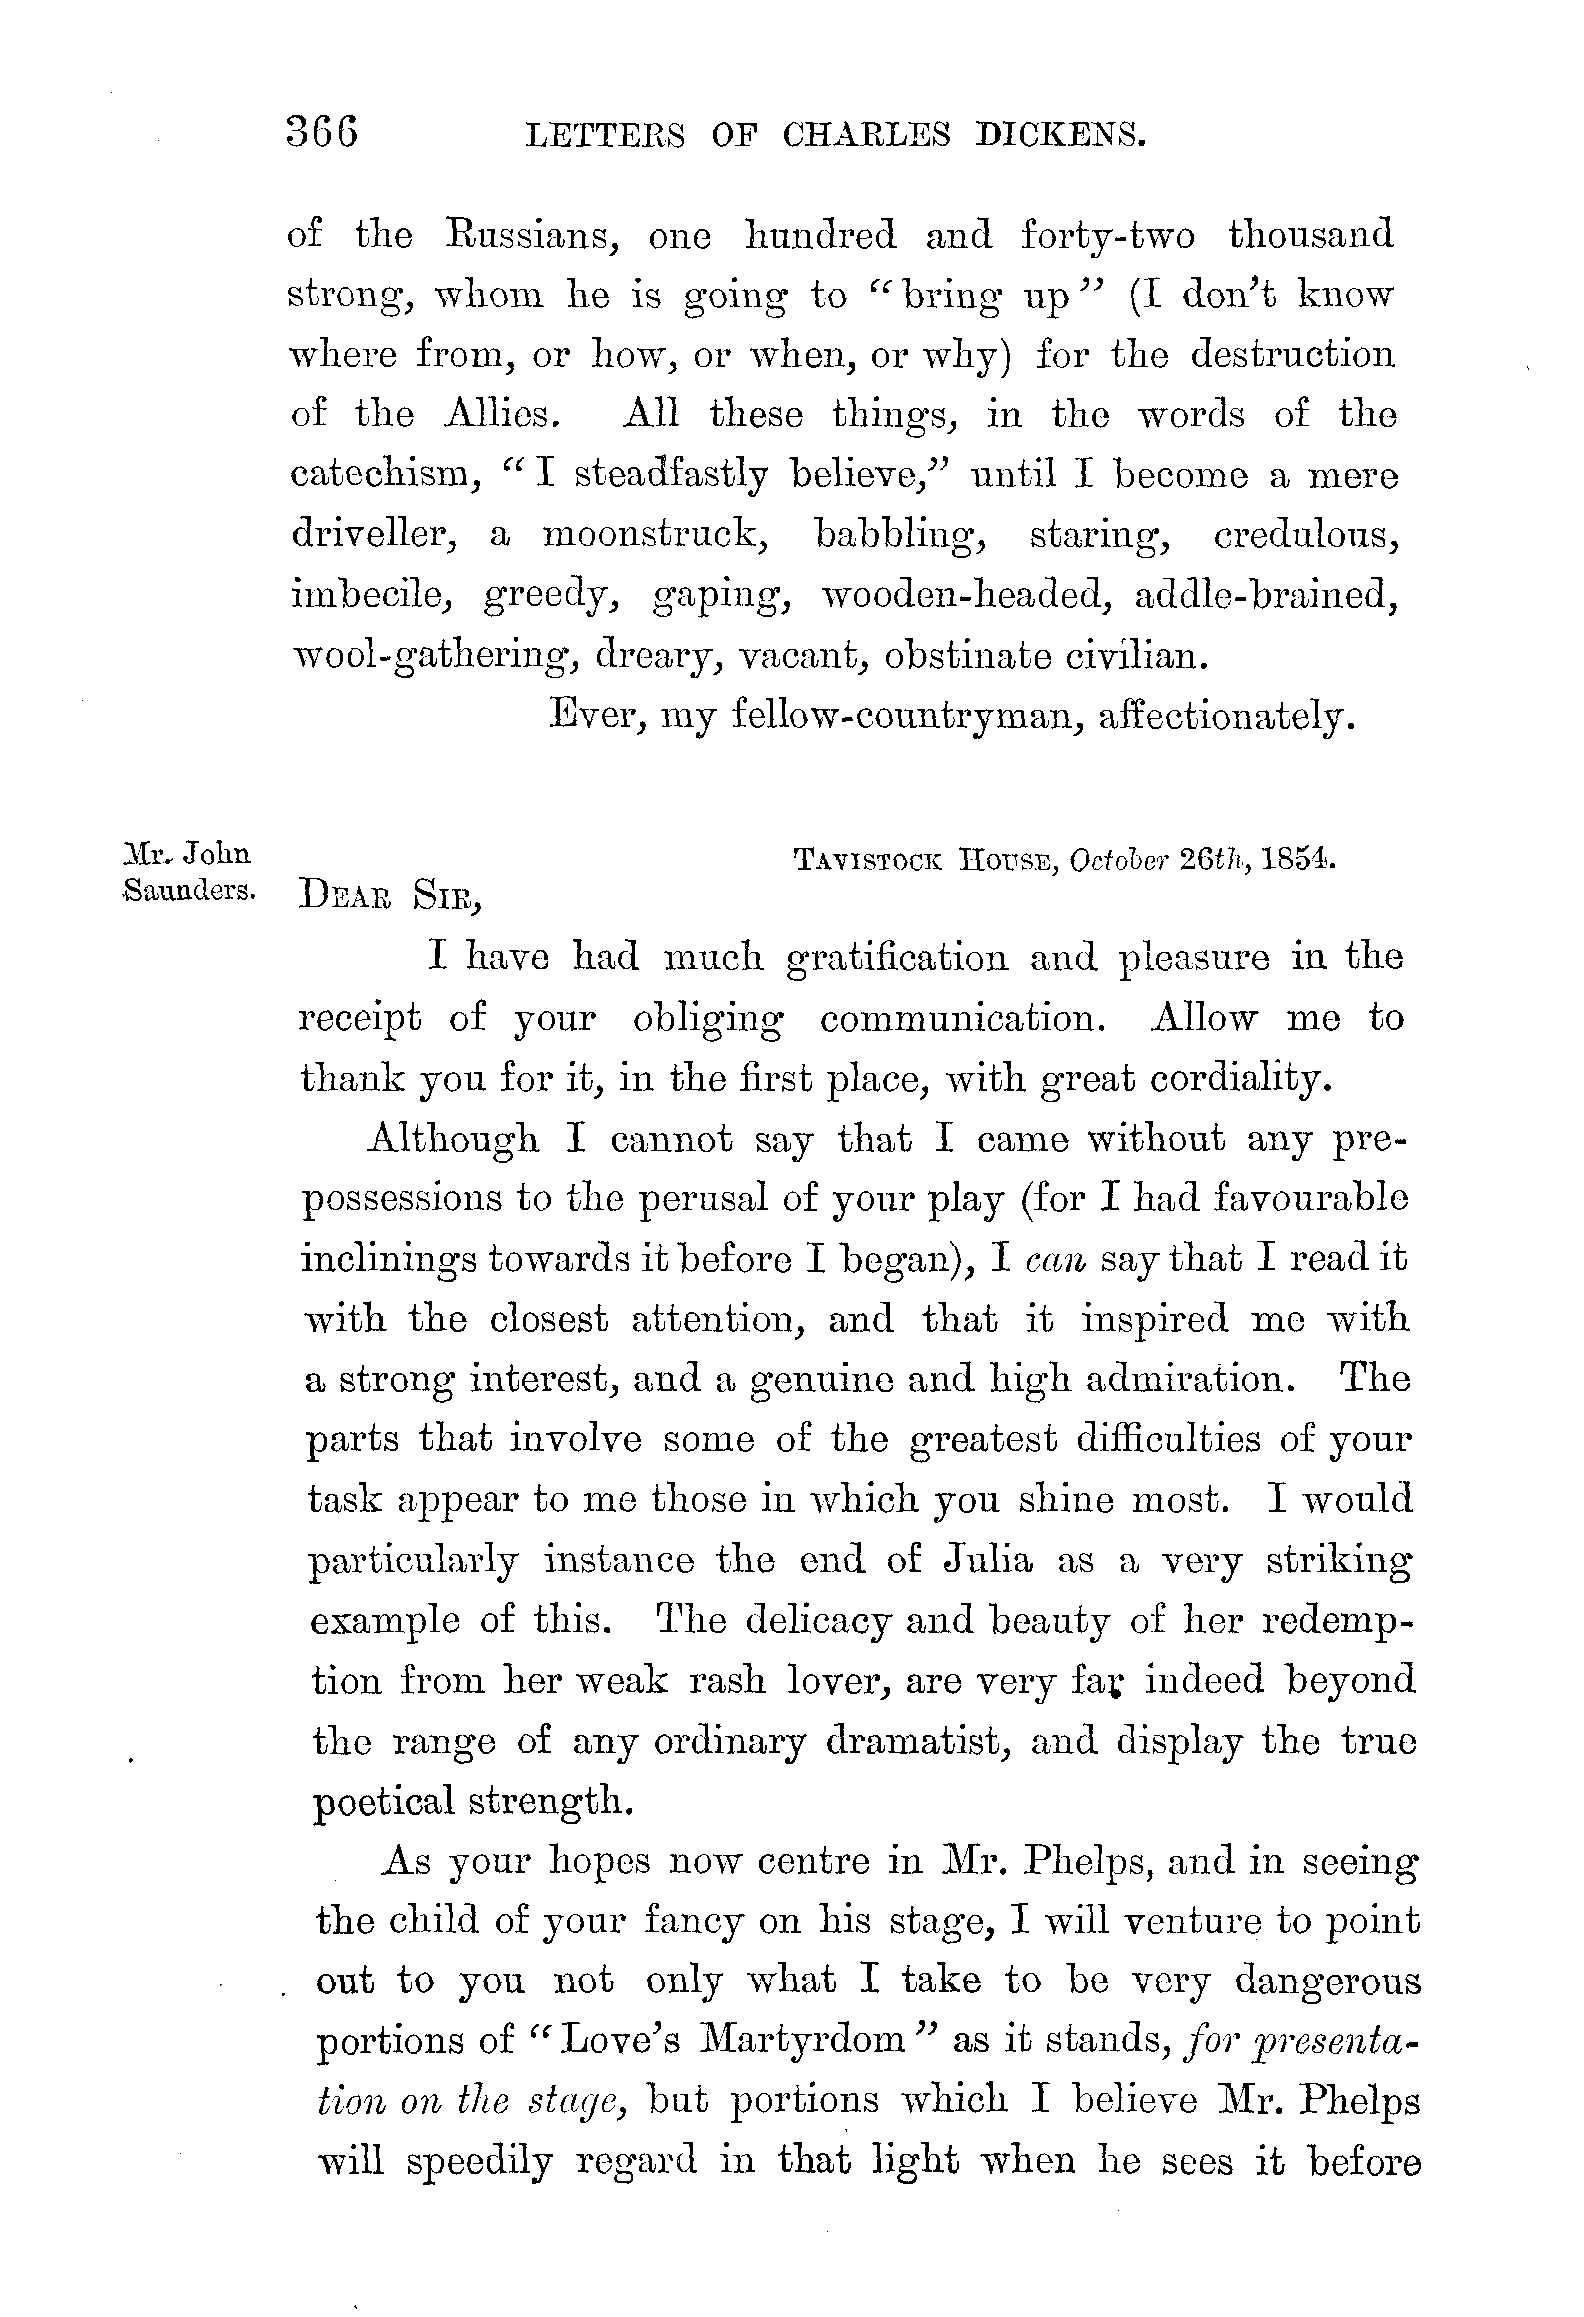 366 LETTERS OF CHARLES DICKENS.
of the Russians, one hundred and forty-two thousand
strong, whom he is going to “bring up” (I don’t know
where from, or how, or when, or why) for the destruction
of the Allies. All these things, in the words of the
catechism, “I steadfastly believe,” until I become a mere
driveller, a moonstruck, babbling, staring, credulous,
imbecile, greedy, gaping, wooden-headed, addle-brained,
wool-gathering, dreary, vacant, obstinate civilian.
Ever, my fellow-countryman, affectionately.
Mr. John
Saunders.
TAVISTOCK HOUSE, October 26th, 1854.
DEAR SIR,
I have had much gratification and pleasure in the
receipt of your obliging communication. Allow me to
thank you for it, in the first place, with great cordiality.
Although I cannot say that I came without any pre-
possessions to the perusal of your play (for I had favourable
inclinings towards it before I began), I can say that I read it
with the closest attention, and that it inspired me with
a strong interest, and a genuine and high admiration. The
parts that involve some of the greatest difficulties of your
task appear to me those in which you shine most. I would
particularly instance the end of Julia as a very striking
example of this. The delicacy and beauty of her redemp-
tion from her weak rash lover, are very far indeed beyond
the range of any ordinary dramatist, and display the true
poetical strength.
As your hopes now centre in Mr. Phelps, and in seeing
the child of your fancy on his stage, I will venture to point
out to you not only what I take to be very dangerous
portions of “Love’s Martyrdom” as it stands, for presenta-
tion on the stage, but portions which I believe Mr. Phelps
will speedily regard in that light when he sees it before